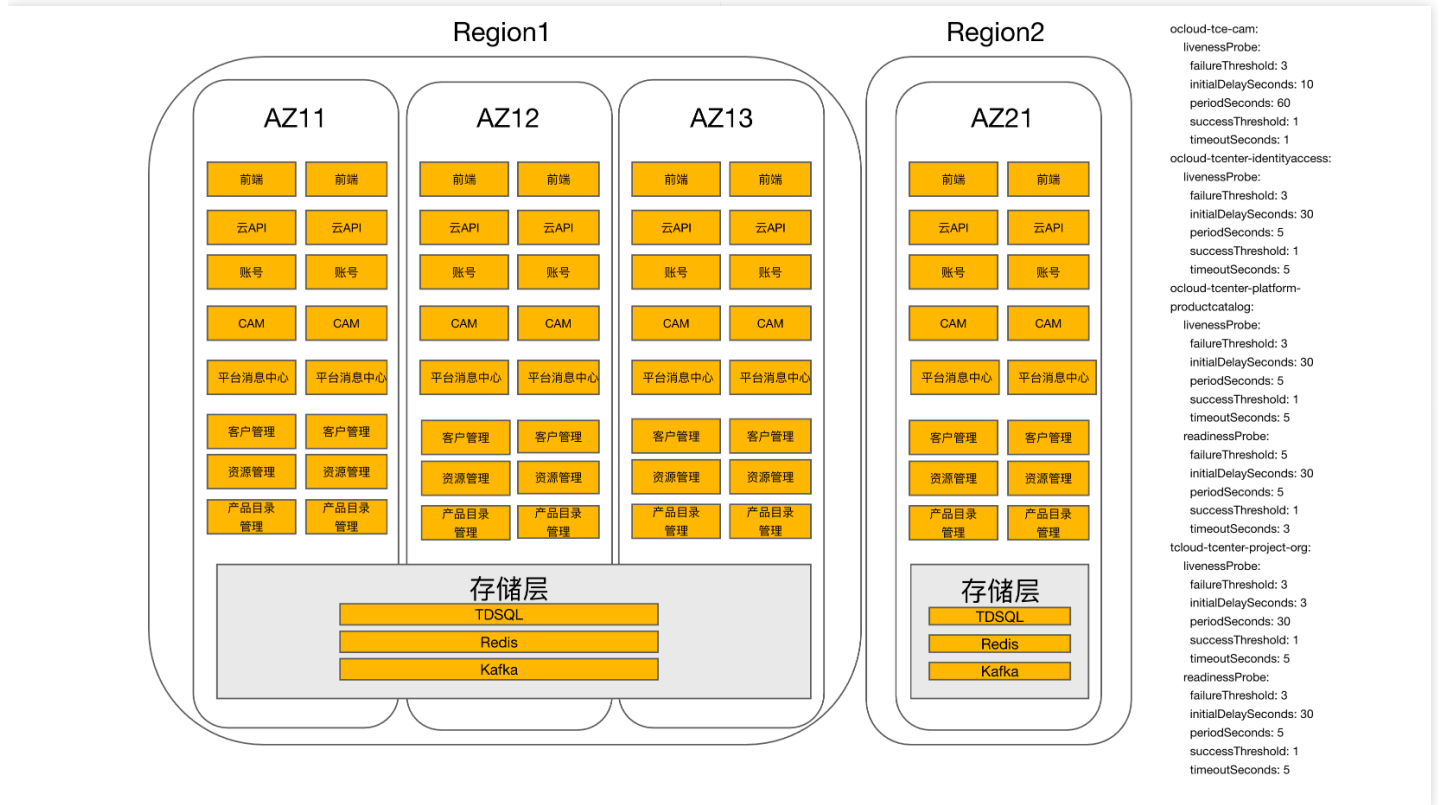 Region1
AZ11
前端
前端
云API
云API
账号
账号
CAM
CAM
平台消息中心
平台消息中心
客户管理
客户管理
资源管理
资源管理
产品目录
管理
产品目录
管理
AZ12
前端
前端
云API
云API
账号
账号
CAM
CAM
平台消息中心
平台消息中心
客户管理
客户管理
资源管理
资源管理
产品目录
管理
产品目录
管理
AZ13
前端
前端
云API
云API
账号
账号
CAM
CAM
平台消息中心
平台消息中心
客户管理
客户管理
资源管理
资源管理
产品目录
管理
产品目录
管理
存储层
TDSQL
Redis
Kafka
Region2
AZ21
前端
前端
云API
云API
账号
账号
CAM
CAM
平台消息中心
平台消息中心
客户管理
客户管理
资源管理
资源管理
产品目录
管理
产品目录
管理
存储层
TDSQL
Redis
Kafka
ocloud-tce-cam:
livenessProbe:
failureThreshold: 3
initialDelaySeconds: 10
periodSeconds: 60
successThreshold: 1
timeoutSeconds: 1
ocloud-tcenter-identityaccess:
livenessProbe:
failureThreshold: 3
initialDelaySeconds: 30
periodSeconds: 5
successThreshold: 1
timeoutSeconds: 5
ocloud-tcenter-platform-
productcatalog:
livenessProbe:
failureThreshold: 3
initialDelaySeconds: 30
periodSeconds: 5
successThreshold: 1
timeoutSeconds: 5
readinessProbe:
failureThreshold: 5
initialDelaySeconds: 30
periodSeconds: 5
successThreshold: 1
timeoutSeconds: 3
tcloud-tcenter-project-org:
livenessProbe:
failureThreshold: 3
initialDelaySeconds: 3
periodSeconds: 30
successThreshold: 1
timeoutSeconds: 5
readinessProbe:
failureThreshold: 3
initialDelaySeconds: 30
periodSeconds: 5
successThreshold: 1
timeoutSeconds: 5